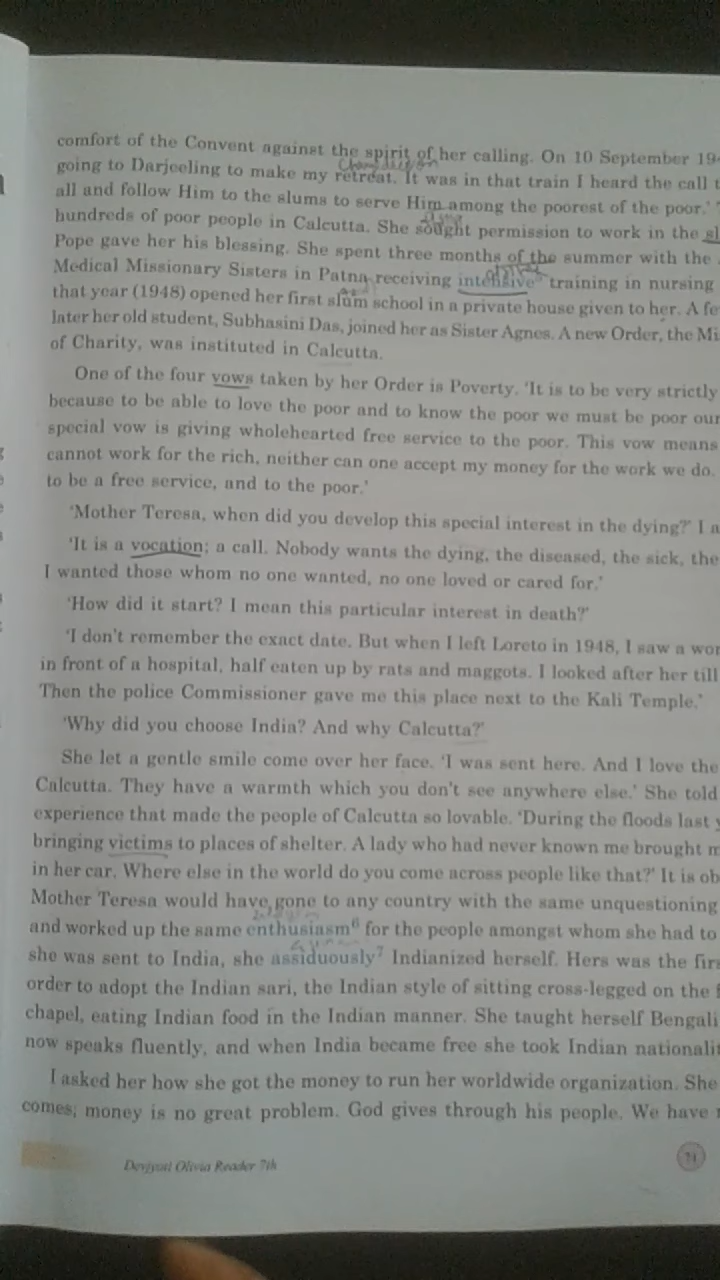 comfort of the Convent against the spirit of her calling. On 10 September 19
going to Darjeeling to make my retreat. It was in that train I heard the call
all and follow Him to the slums to serve Him among the poorest of the poor.'
hundreds of poor people in Calcutta. She sought permission to work in the
Pope gave her his blessing. She spent three months of the summer with the
Medical Missionary Sisters in Patna receiving intensive training in nursing
that year (1948) opened her first slum school in a private house given to her. A
later her old student, Subhasini Das, joined her as Sister Agnes. A new Order, the Mi
of Charity, was instituted in Calcutta.
One of the four vows taken by her Order is Poverty. 'It is to be very strictly
because to be able to love the poor and to know the poor we must be poor our
special vow is giving wholehearted free service to the poor. This vow means
cannot work for the rich, neither can one accept my money for the work we do.
to be a free service, and to the poor.'
'Mother Teresa, when did you develop this special interest in the dying?' I a
'It is a vocation; a call. Nobody wants the dying, the diseased, the sick, the
I wanted those whom no one wanted, no one loved or cared for.'
'How did it start? I mean this particular interest in death?'
'I don't remember the exact date. But when I left Loreto in 1948, I saw a wo
in front of a hospital, half eaten up by rats and maggots. I looked after her till
Then the police Commissioner gave me this place next to the Kali Temple.'
'Why did you choose India? And why Calcutta?'
She let a gentle smile come over her face. 'I was sent here. And I love the
Calcutta. They have a warmth which you don't see anywhere else.' She told
experience that made the people of Calcutta so lovable. 'During the floods last
bringing victims to places of shelter. A lady who had never known me brought m
in her car. Where else in the world do you come across people like that?' It is ob
Mother Teresa would have gone to any country with the same unquestioning
and worked up the same enthusiasm⁶ for the people amongst whom she had to
she was sent to India, she assiduously⁷ Indianized herself. Hers was the fir
order to adopt the Indian sari, the Indian style of sitting cross-legged on the
chapel, eating Indian food in the Indian manner. She taught herself Bengali
now speaks fluently, and when India became free she took Indian nationalit
I asked her how she got the money to run her worldwide organization. She
comes; money is no great problem. God gives through his people. We have
Devjyoti Olivia Reader 7th